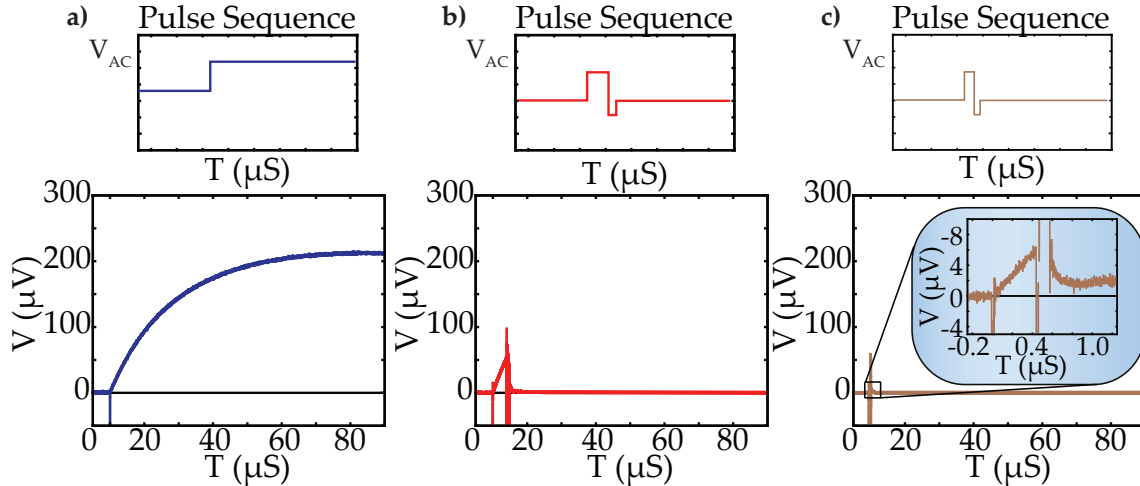 a) Pulse Sequence
V_AC
T (μS)
300
200
100
0
V (μV)
0 20 40 60 80
T (μS)
b) Pulse Sequence
V_AC
T (μS)
300
200
100
0
V (μV)
0 20 40 60 80
T (μS)
c) Pulse Sequence
V_AC
T (μS)
300
200
100
0
V (μV)
-8
4
0
-4
V (μV)
-0.2 0.4 1.0
T (μS)
0 20 40 60 80
T (μS)